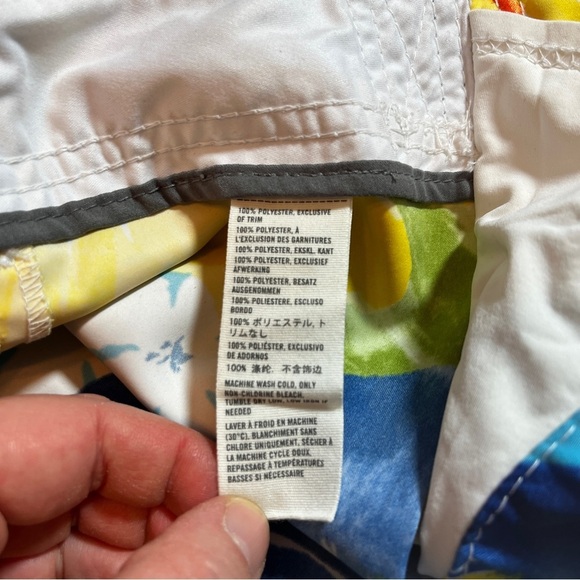 100% POLYESTER, EXCLUSIVE
OF TRIM
100% POLYESTER, À
L'EXCLUSION DES GARNITURES
100% POLYESTER, EKSKL. KANT
100% POLYESTER, EXCLUSIEF
AFWERKING
100% POLYESTER, BESATZ
AUSGENOMMEN
100% POLIESTERE, ESCLUSO
BORDO
100% ポリエステル, ト
リムなし
100% POLIÉSTER, EXCLUSIVO
DE ADORNOS
100% 涤纶, 不含饰边
MACHINE WASH COLD, ONLY
NON-CHLORINE BLEACH,
TUMBLE DRY LOW, LOW IRON IF
NEEDED
LAVER À FROID EN MACHINE
(30°C), BLANCHIMENT SANS
CHLORE UNIQUEMENT, SÉCHER À
LA MACHINE CYCLE DOUX,
REPASSAGE À TEMPÉRATURES
BASSES SI NÉCESSAIRE